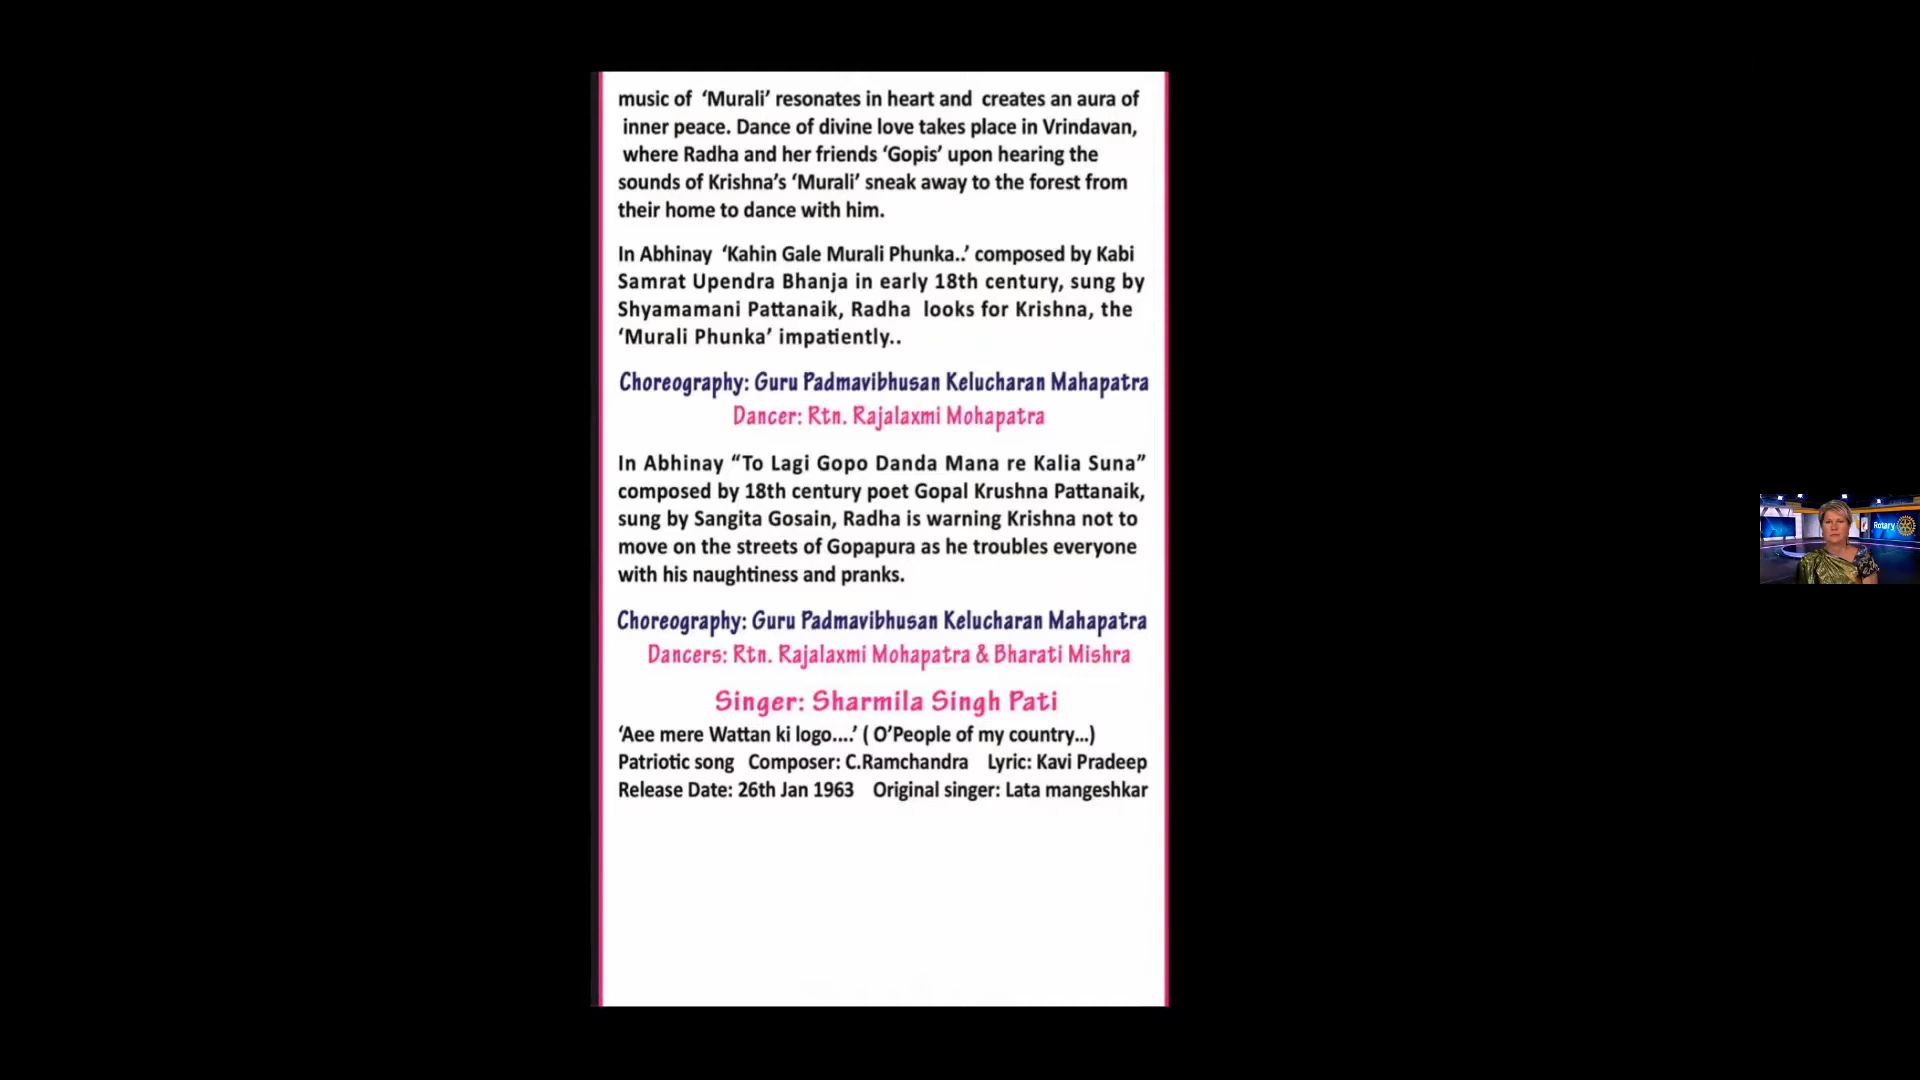 music of ‘Murali’ resonates in heart and creates an aura of
inner peace. Dance of divine love takes place in Vrindavan,
where Radha and her friends ‘Gopis’ upon hearing the
sounds of Krishna’s ‘Murali’ sneak away to the forest from
their home to dance with him.
In Abhinay ‘Kahin Gale Murali Phunka..’ composed by Kabi
Samrat Upendra Bhanja in early 18th century, sung by
Shyamamani Pattanaik, Radha looks for Krishna, the
‘Murali Phunka’ impatiently..
Choreography: Guru Padmavibhusan Kelucharan Mahapatra
Dancer: Rtn. Rajalaxmi Mohapatra
In Abhinay “To Lagi Gopo Danda Mana re Kalia Suna”
composed by 18th century poet Gopal Krushna Pattanaik,
sung by Sangita Gosain, Radha is warning Krishna not to
move on the streets of Gopapura as he troubles everyone
with his naughtiness and pranks.
Choreography: Guru Padmavibhusan Kelucharan Mahapatra
Dancers: Rtn. Rajalaxmi Mohapatra & Bharati Mishra
Singer: Sharmila Singh Pati
‘Aee mere Wattan ki logo....’ ( O’People of my country...)
Patriotic song Composer: C.Ramchandra Lyric: Kavi Pradeep
Release Date: 26th Jan 1963 Original singer: Lata mangeshkar
Rotary